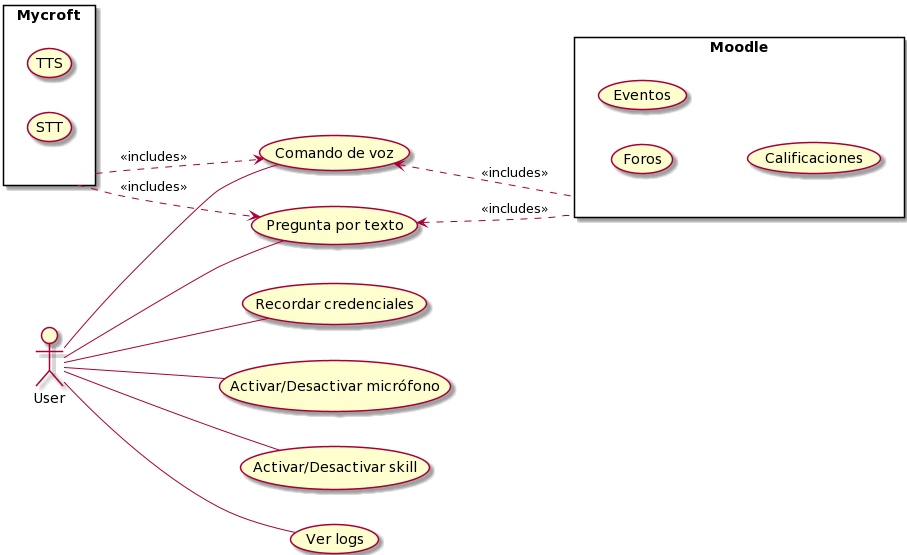 Mycroft
TTS
STT
Moodle
Eventos
Foros
Calificaciones
«includes»
«includes»
«includes»
«includes»
Comando de voz
Pregunta por texto
Recordar credenciales
Activar/Desactivar micrófono
Activar/Desactivar skill
Ver logs
User